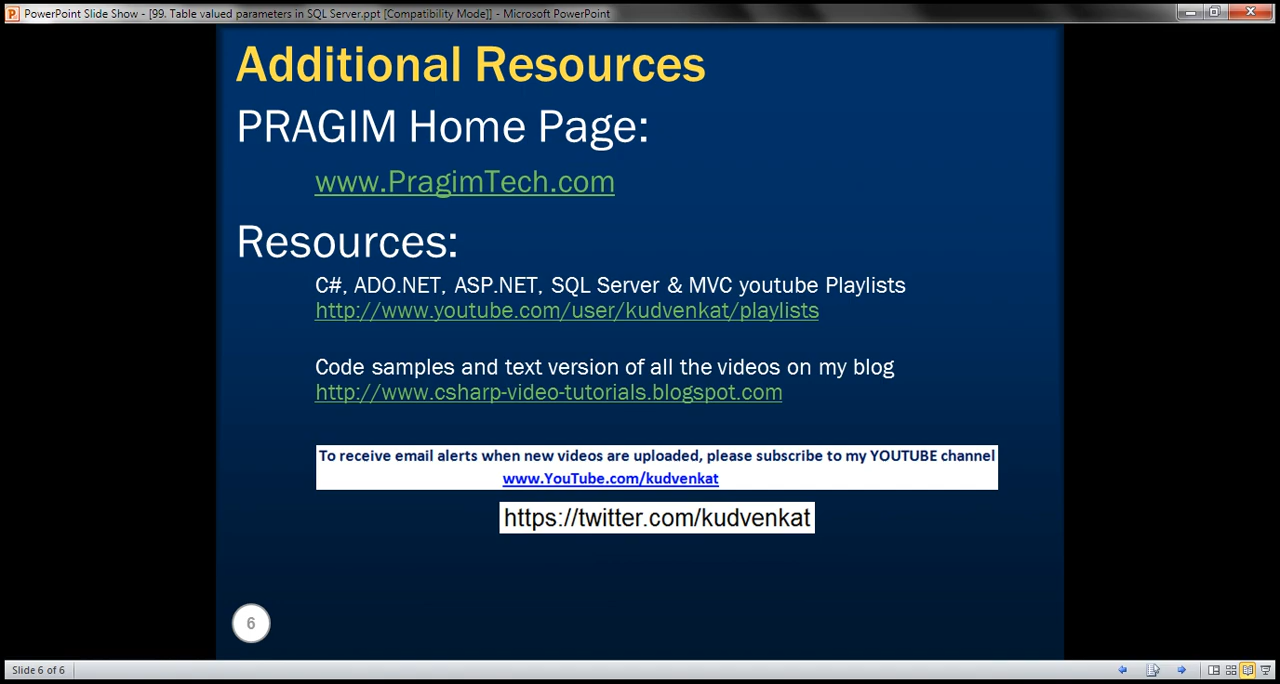 PowerPoint Slide Show - [99. Table valued parameters in SQL Server.ppt [Compatibility Mode]] - Microsoft PowerPoint
Additional Resources
PRAGIM Home Page:
www.PragimTech.com
Resources:
C#, ADO.NET, ASP.NET, SQL Server & MVC youtube Playlists
http://www.youtube.com/user/kudvenkat/playlists
Code samples and text version of all the videos on my blog
http://www.csharp-video-tutorials.blogspot.com
To receive email alerts when new videos are uploaded, please subscribe to my YOUTUBE channel
www.YouTube.com/kudvenkat
https://twitter.com/kudvenkat
6
Slide 6 of 6